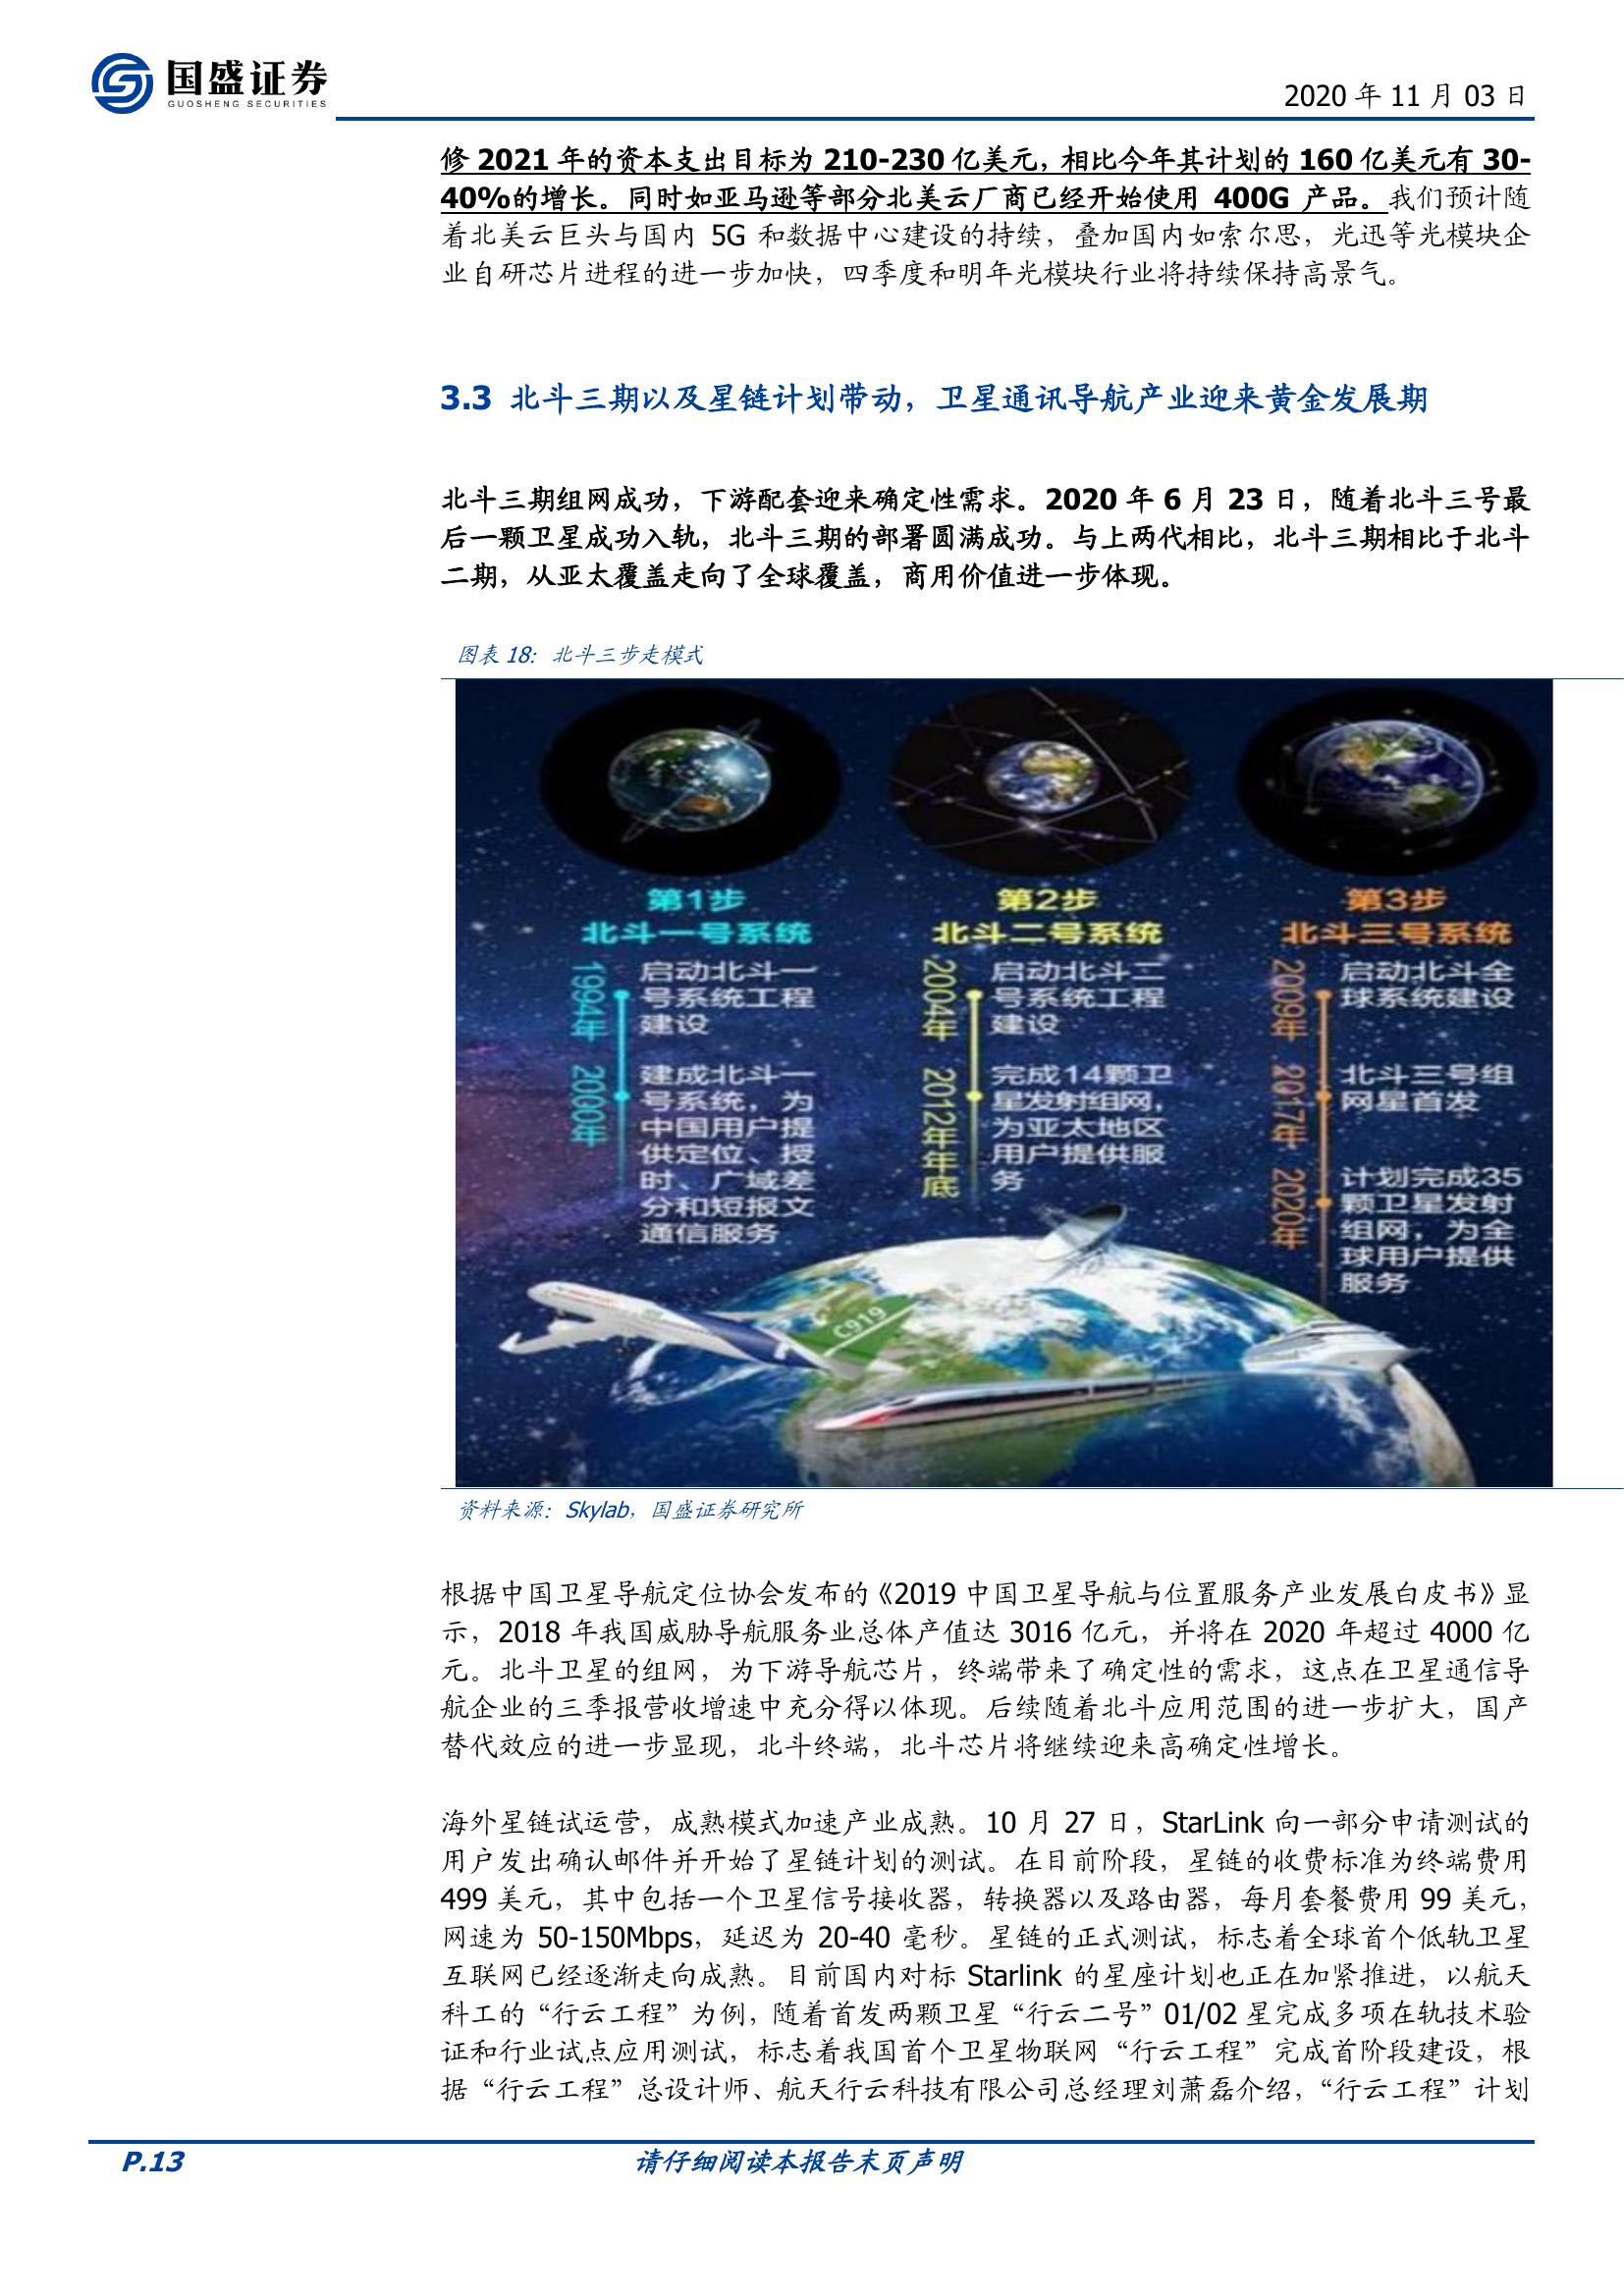 国盛证券
GUOSHENG SECURITIES
2020 年 11 月 03 日
修 2021 年的资本支出目标为 210-230 亿美元，相比今年其计划的 160 亿美元有 30-
40%的增长。同时如亚马逊等部分北美云厂商已经开始使用 400G 产品。我们预计随
着北美云巨头与国内 5G 和数据中心建设的持续，叠加国内如索尔思，光迅等光模块企
业自研芯片进程的进一步加快，四季度和明年光模块行业将持续保持高景气。
3.3 北斗三期以及星链计划带动，卫星通讯导航产业迎来黄金发展期
北斗三期组网成功，下游配套迎来确定性需求。2020 年 6 月 23 日，随着北斗三号最
后一颗卫星成功入轨，北斗三期的部署圆满成功。与上两代相比，北斗三期相比于北斗
二期，从亚太覆盖走向了全球覆盖，商用价值进一步体现。
图表 18：北斗三步走模式
第1步
北斗一号系统
1994年
启动北斗一
号系统工程
建设
2000年
建成北斗一
号系统，为
中国用户提
供定位、授
时、广域差
分和短报文
通信服务
第2步
北斗二号系统
2004年
启动北斗二
号系统工程
建设
2012年年底
完成14颗卫
星发射组网，
为亚太地区
用户提供服
务
第3步
北斗三号系统
2009年
启动北斗全
球系统建设
2017年
北斗三号组
网星首发
2020年
计划完成35
颗卫星发射
组网，为全
球用户提供
服务
C919
资料来源：Skylab，国盛证券研究所
根据中国卫星导航定位协会发布的《2019 中国卫星导航与位置服务产业发展白皮书》显
示，2018 年我国威胁导航服务业总体产值达 3016 亿元，并将在 2020 年超过 4000 亿
元。北斗卫星的组网，为下游导航芯片，终端带来了确定性的需求，这点在卫星通信导
航企业的三季报营收增速中充分得以体现。后续随着北斗应用范围的进一步扩大，国产
替代效应的进一步显现，北斗终端，北斗芯片将继续迎来高确定性增长。
海外星链试运营，成熟模式加速产业成熟。10 月 27 日，StarLink 向一部分申请测试的
用户发出确认邮件并开始了星链计划的测试。在目前阶段，星链的收费标准为终端费用
499 美元，其中包括一个卫星信号接收器，转换器以及路由器，每月套餐费用 99 美元，
网速为 50-150Mbps，延迟为 20-40 毫秒。星链的正式测试，标志着全球首个低轨卫星
互联网已经逐渐走向成熟。目前国内对标 Starlink 的星座计划也正在加紧推进，以航天
科工的“行云工程”为例，随着首发两颗卫星“行云二号”01/02 星完成多项在轨技术验
证和行业试点应用测试，标志着我国首个卫星物联网“行云工程”完成首阶段建设，根
据“行云工程”总设计师、航天行云科技有限公司总经理刘萧磊介绍，“行云工程”计划
P.13
请仔细阅读本报告末页声明